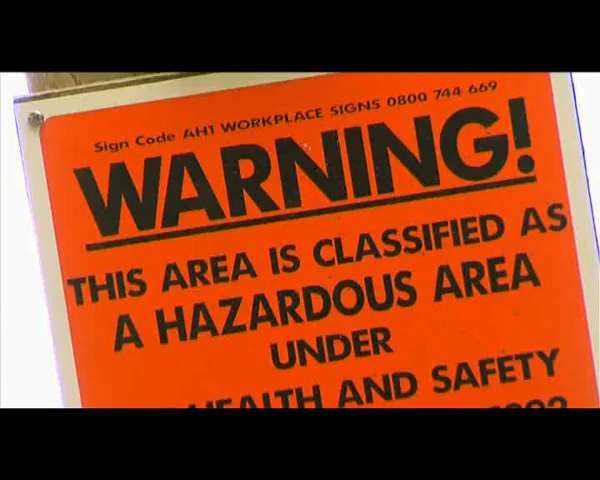 Sign Code AH1 WORKPLACE SIGNS 0800 744 669
WARNING!
THIS AREA IS CLASSIFIED AS
A HAZARDOUS AREA
UNDER
HEALTH AND SAFETY